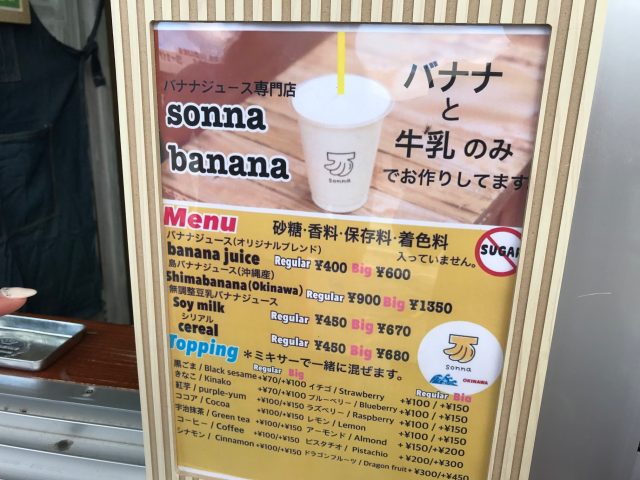 バナナジュース専門店
sonna
banana
バナナ
と
牛乳 のみ
でお作りしてます
sonna
Menu
砂糖・香料・保存料・着色料
入っていません。
SUGAR
バナナジュース(オリジナルブレンド)
banana juice Regular ¥400 Big ¥600
島バナナジュース(沖縄産)
Shimabanana(Okinawa) Regular ¥900 Big ¥1350
無調整豆乳バナナジュース
Soy milk Regular ¥450 Big ¥670
シリアル
cereal Regular ¥450 Big ¥680
sonna
OKINAWA
Topping *ミキサーで一緒に混ぜます。
Regular Big
黒ごま / Black sesame +¥70/+¥100
きなこ / Kinako +¥70/+¥100
紅芋 / purple-yum +¥100/+¥150
ココア / Cocoa +¥100/+¥150
宇治抹茶 / Green tea +¥100/+¥150
コーヒー / Coffee +¥100/+¥150
シナモン / Cinnamon +¥100/+¥150
Regular Big
イチゴ / Strawberry +¥100 / +¥150
ブルーベリー / Blueberry +¥100 / +¥150
ラズベリー / Raspberry +¥100 / +¥150
レモン / Lemon +¥100 / +¥150
アーモンド / Almond +¥150/+¥200
ピスタチオ / Pistachio +¥200/+¥300
ドラゴンフルーツ / Dragon fruit +¥300/+¥450